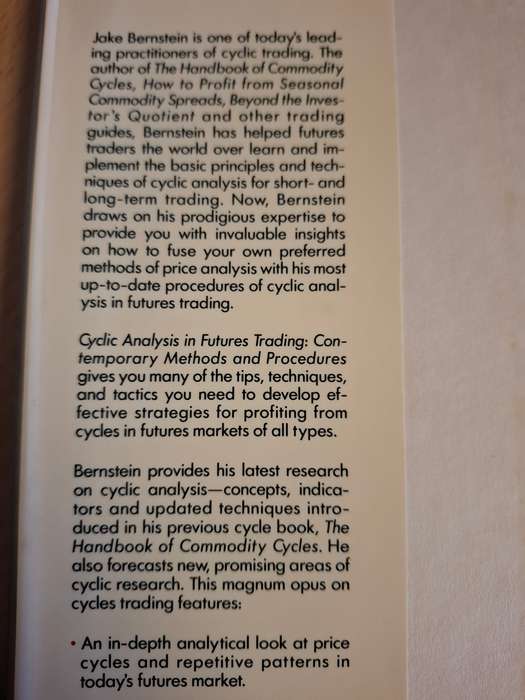 Jake Bernstein is one of today's lead-
ing practitioners of cyclic trading. The
author of The Handbook of Commodity
Cycles, How to Profit from Seasonal
Commodity Spreads, Beyond the Inves-
tor's Quotient and other trading
guides, Bernstein has helped futures
traders the world over learn and im-
plement the basic principles and tech-
niques of cyclic analysis for short- and
long-term trading. Now, Bernstein
draws on his prodigious expertise to
provide you with invaluable insights
on how to fuse your own preferred
methods of price analysis with his most
up-to-date procedures of cyclic anal-
ysis in futures trading.
Cyclic Analysis in Futures Trading: Con-
temporary Methods and Procedures
gives you many of the tips, techniques,
and tactics you need to develop ef-
fective strategies for profiting from
cycles in futures markets of all types.
Bernstein provides his latest research
on cyclic analysis—concepts, indica-
tors and updated techniques intro-
duced in his previous cycle book, The
Handbook of Commodity Cycles. He
also forecasts new, promising areas of
cyclic research. This magnum opus on
cycles trading features:
• An in-depth analytical look at price
cycles and repetitive patterns in
today's futures market.